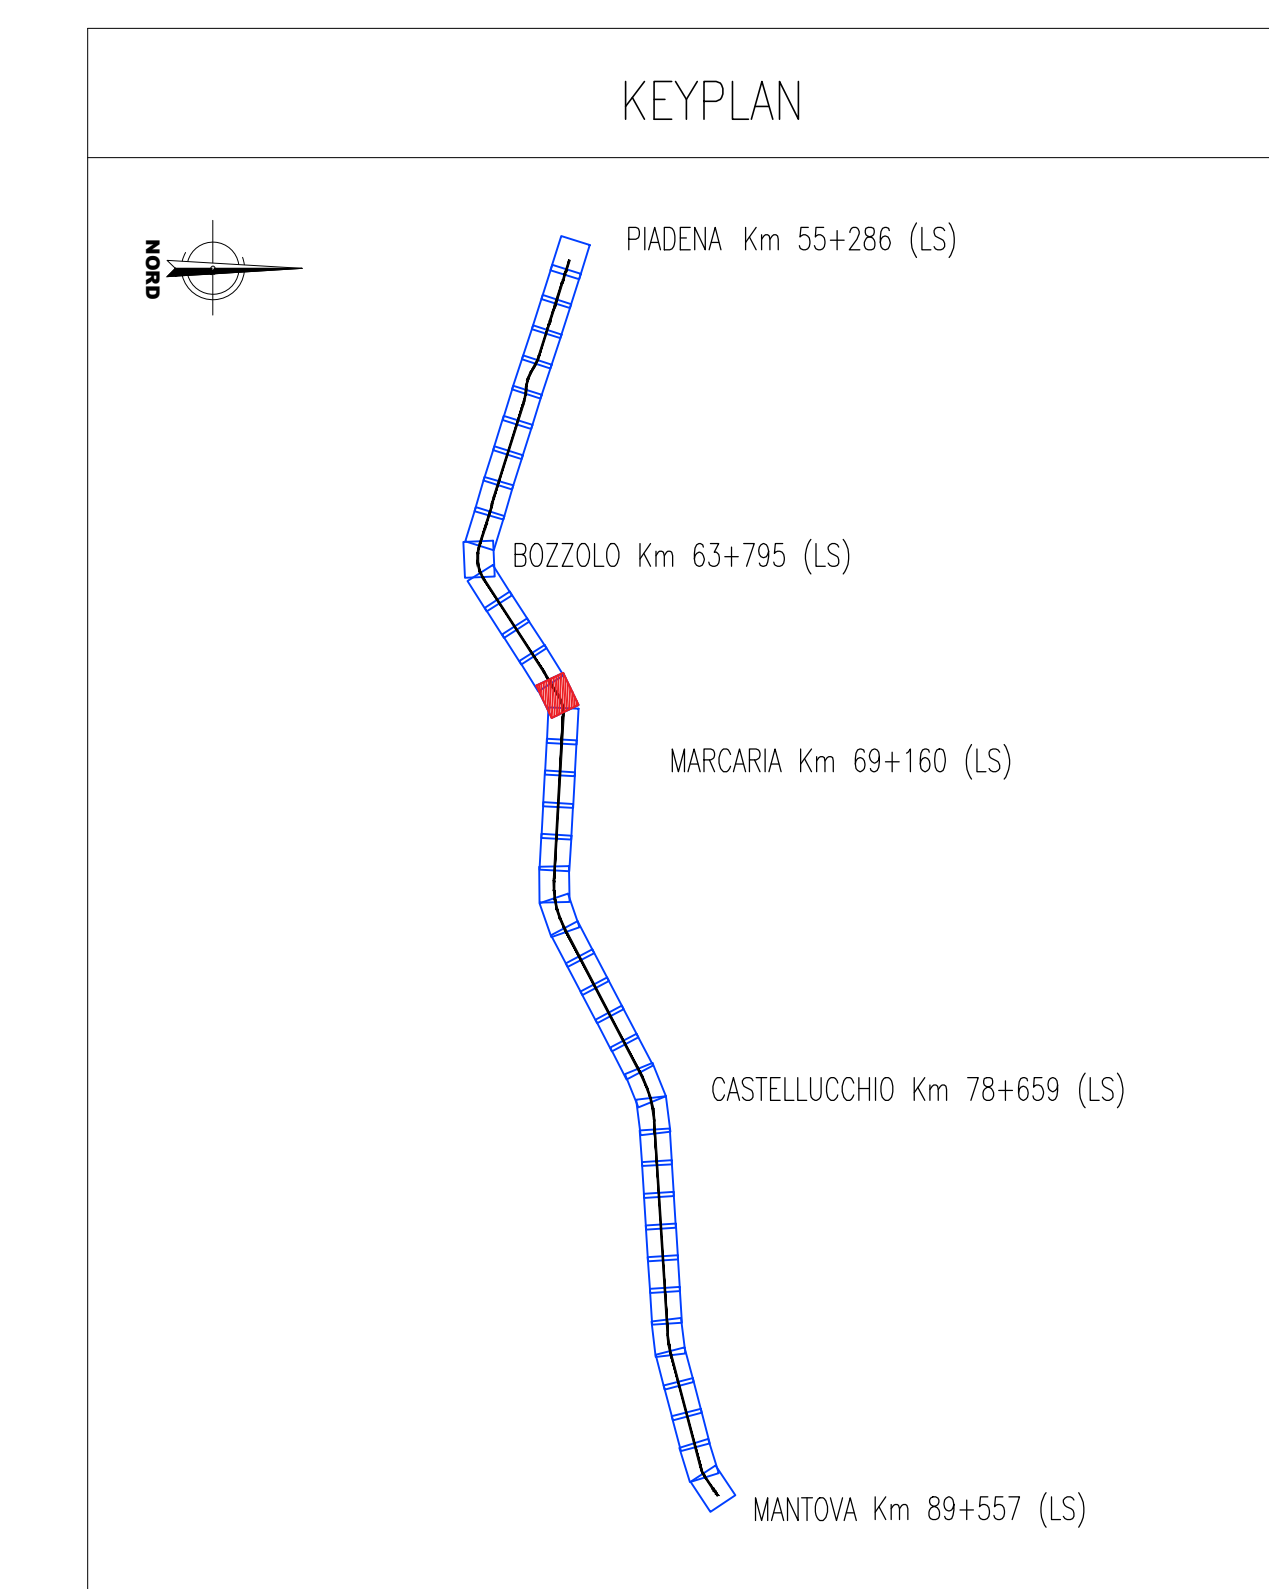 KEYPLAN
NORD
PIADENA Km 55+286 (LS)
BOZZOLO Km 63+795 (LS)
MARCARIA Km 69+160 (LS)
CASTELLUCCHIO Km 78+659 (LS)
MANTOVA Km 89+557 (LS)